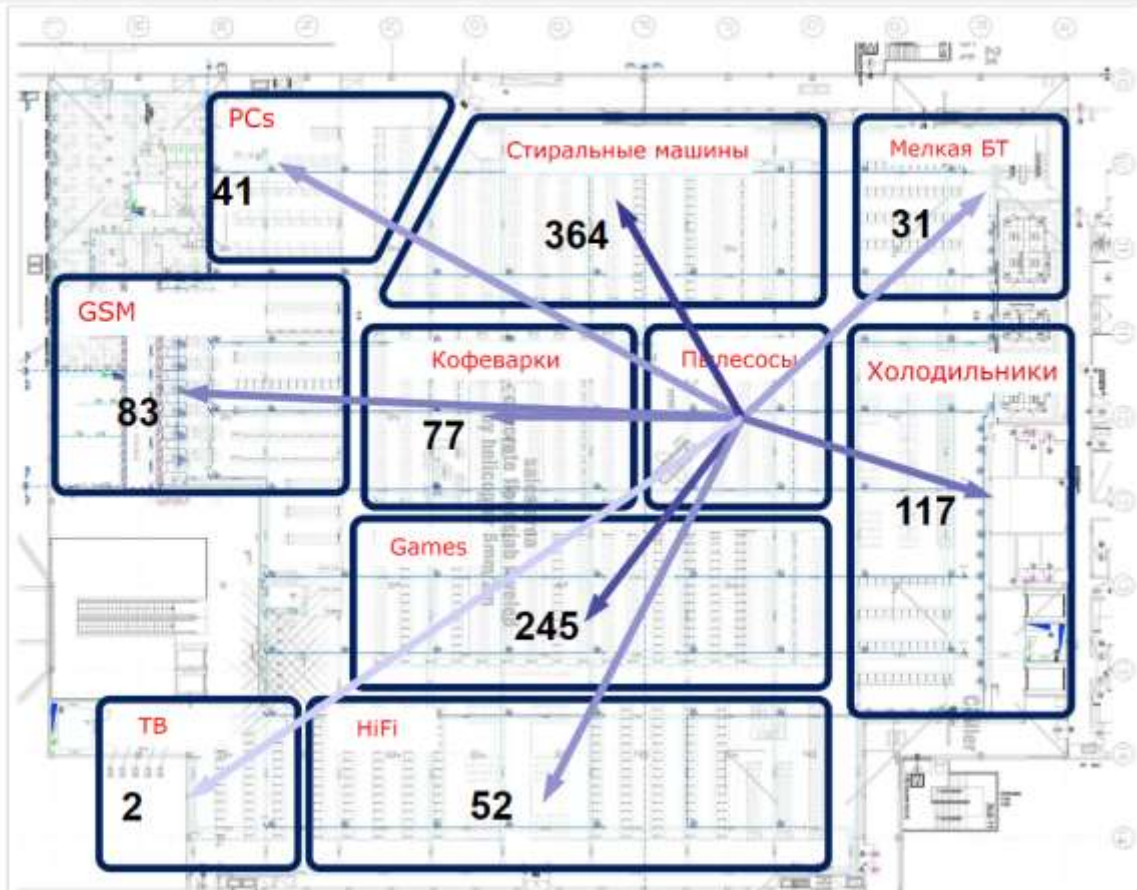 PCs
41
Стиральные машины
364
Мелкая БТ
31
GSM
83
Кофеварки
77
Пылесосы
Холодильники
117
Games
245
ТВ
2
HiFi
52
Chiller